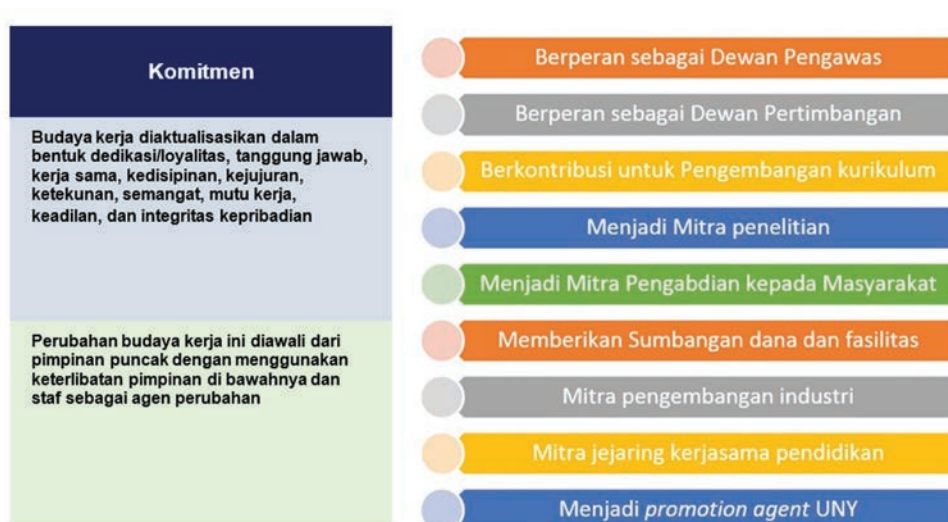 Komitmen
Budaya kerja diaktualisasikan dalam
bentuk dedikasi/loyalitas, tanggung jawab,
kerja sama, kedisipinan, kejujuran,
ketekunan, semangat, mutu kerja,
keadilan, dan integritas kepribadian
Perubahan budaya kerja ini diawali dari
pimpinan puncak dengan menggunakan
keterlibatan pimpinan di bawahnya dan
staf sebagai agen perubahan
Berperan sebagai Dewan Pengawas
Berperan sebagai Dewan Pertimbangan
Berkontribusi untuk Pengembangan kurikulum
Menjadi Mitra penelitian
Menjadi Mitra Pengabdian kepada Masyarakat
Memberikan Sumbangan dana dan fasilitas
Mitra pengembangan industri
Mitra jejaring kerjasama pendidikan
Menjadi promotion agent UNY